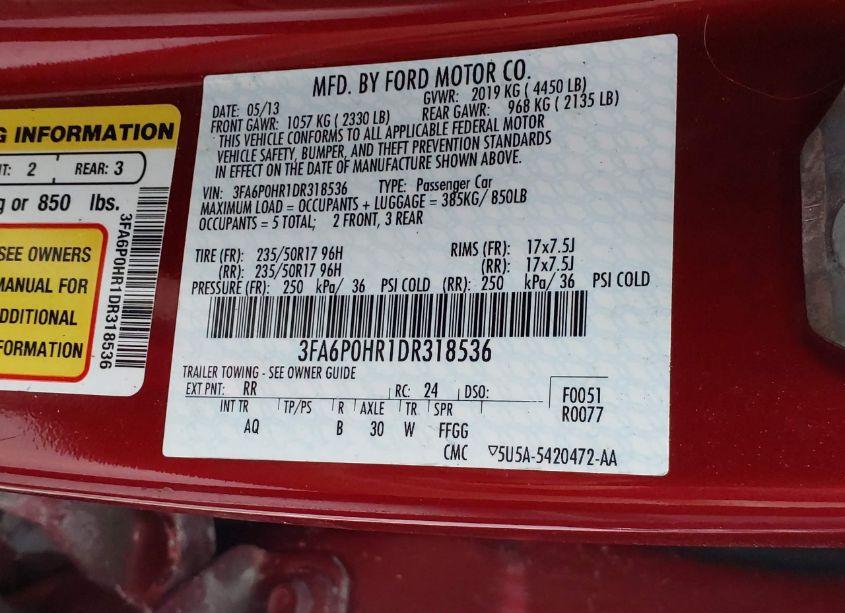 MFD. BY FORD MOTOR CO.
DATE: 05/13 GVWR: 2019 KG ( 4450 LB)
FRONT GAWR: 1057 KG ( 2330 LB) REAR GAWR: 968 KG ( 2135 LB)
THIS VEHICLE CONFORMS TO ALL APPLICABLE FEDERAL MOTOR
VEHICLE SAFETY, BUMPER, AND THEFT PREVENTION STANDARDS
IN EFFECT ON THE DATE OF MANUFACTURE SHOWN ABOVE.
VIN: 3FA6P0HR1DR318536 TYPE: Passenger Car
MAXIMUM LOAD = OCCUPANTS + LUGGAGE = 385KG/ 850LB
OCCUPANTS = 5 TOTAL; 2 FRONT, 3 REAR
TIRE (FR): 235/50R17 96H RIMS (FR): 17x7.5J
(RR): 235/50R17 96H (RR): 17x7.5J
PRESSURE (FR): 250 kPa/ 36 PSI COLD (RR): 250 kPa/ 36 PSI COLD
3FA6P0HR1DR318536
TRAILER TOWING - SEE OWNER GUIDE
EXT PNT: RR RC: 24 DSO: F0051
R0077
INT TR TP/PS R AXLE TR SPR
AQ B 30 W FFGG
CMC ▽5U5A-5420472-AA
G INFORMATION
T: 2 REAR: 3
g or 850 lbs.
SEE OWNERS
MANUAL FOR
ADDITIONAL
FORMATION
3FA6P0HR1DR318536